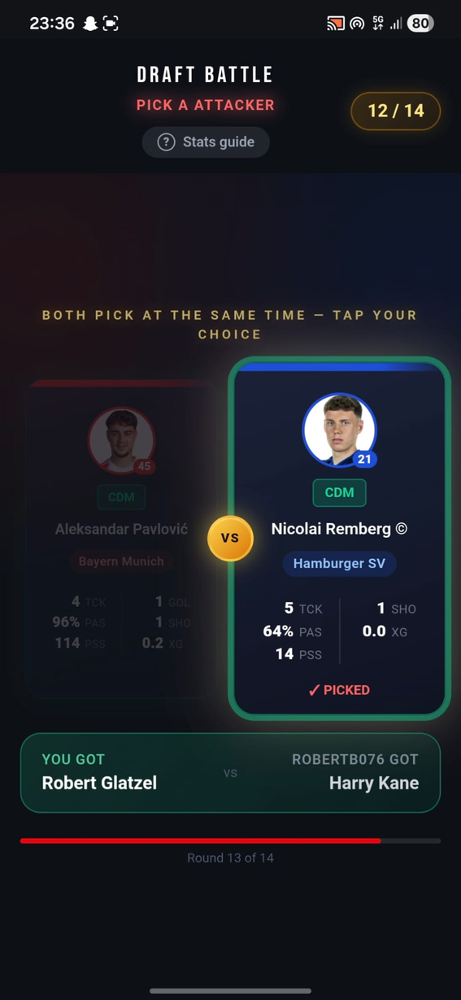 23:36
5G
80
DRAFT BATTLE
PICK A ATTACKER
12 / 14
? Stats guide
BOTH PICK AT THE SAME TIME — TAP YOUR
CHOICE
45
CDM
Aleksandar Pavlović
Bayern Munich
4 TCK 1 GOL
96% PAS 1 SHO
114 PSS 0.2 XG
VS
21
CDM
Nicolai Remberg ©
Hamburger SV
5 TCK 1 SHO
64% PAS 0.0 XG
14 PSS
✓ PICKED
YOU GOT
Robert Glatzel
VS
ROBERTB076 GOT
Harry Kane
Round 13 of 14